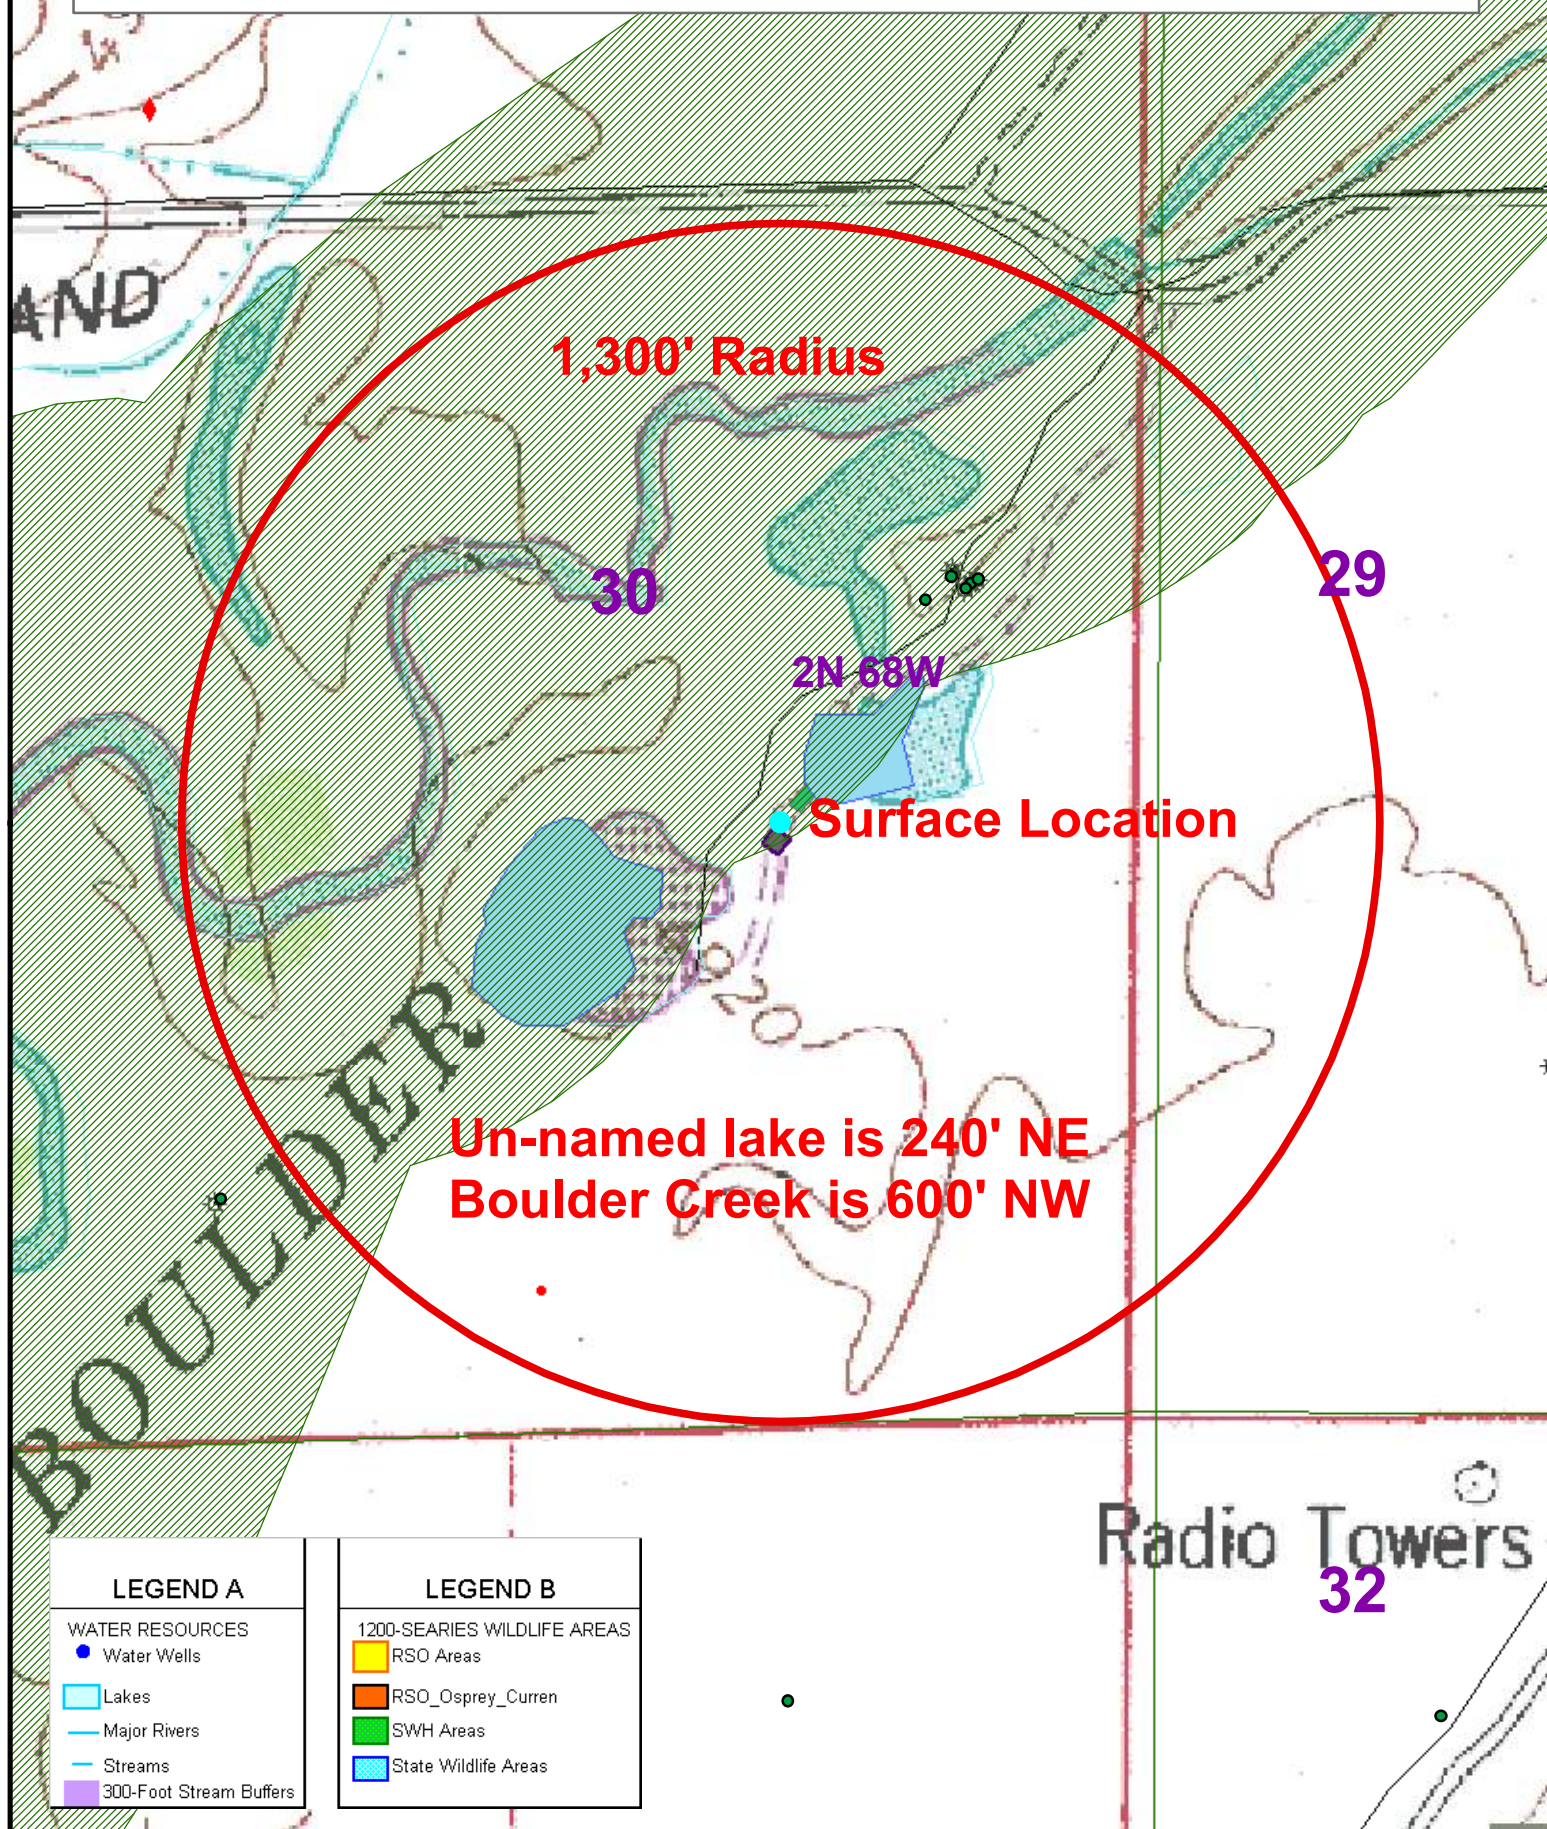 AND
1,300' Radius
30
29
2N 68W
Surface Location
20
Un-named lake is 240' NE
Boulder Creek is 600' NW
BOULDER
Radio Towers
32
LEGEND A
WATER RESOURCES
Water Wells
Lakes
Major Rivers
Streams
300-Foot Stream Buffers
LEGEND B
1200-SEARIES WILDLIFE AREAS
RSO Areas
RSO_Osprey_Curren
SWH Areas
State Wildlife Areas